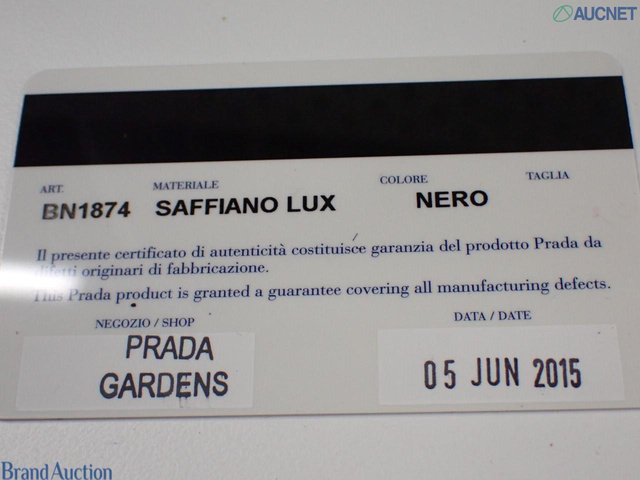 AUCNET
ART. MATERIALE COLORE TAGLIA
BN1874 SAFFIANO LUX NERO
Il presente certificato di autenticità costituisce garanzia del prodotto Prada da
difetti originari di fabbricazione.
This Prada product is granted a guarantee covering all manufacturing defects.
NEGOZIO / SHOP DATA / DATE
PRADA
GARDENS
05 JUN 2015
Brand Auction